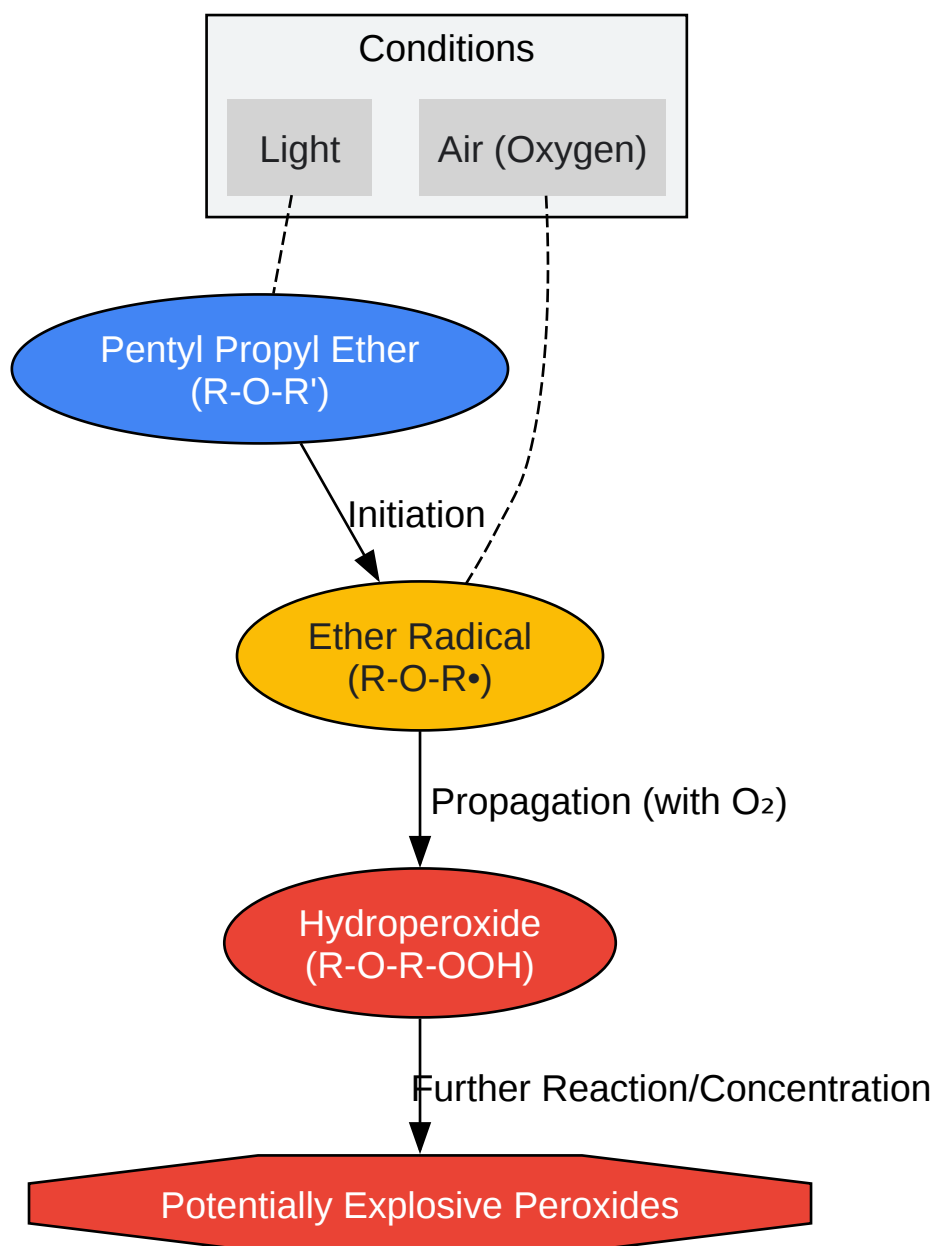 Conditions
Light
Air (Oxygen)
Pentyl Propyl Ether
(R-O-R')
Initiation
Ether Radical
(R-O-R•)
Propagation (with O₂)
Hydroperoxide
(R-O-R-OOH)
Further Reaction/Concentration
Potentially Explosive Peroxides